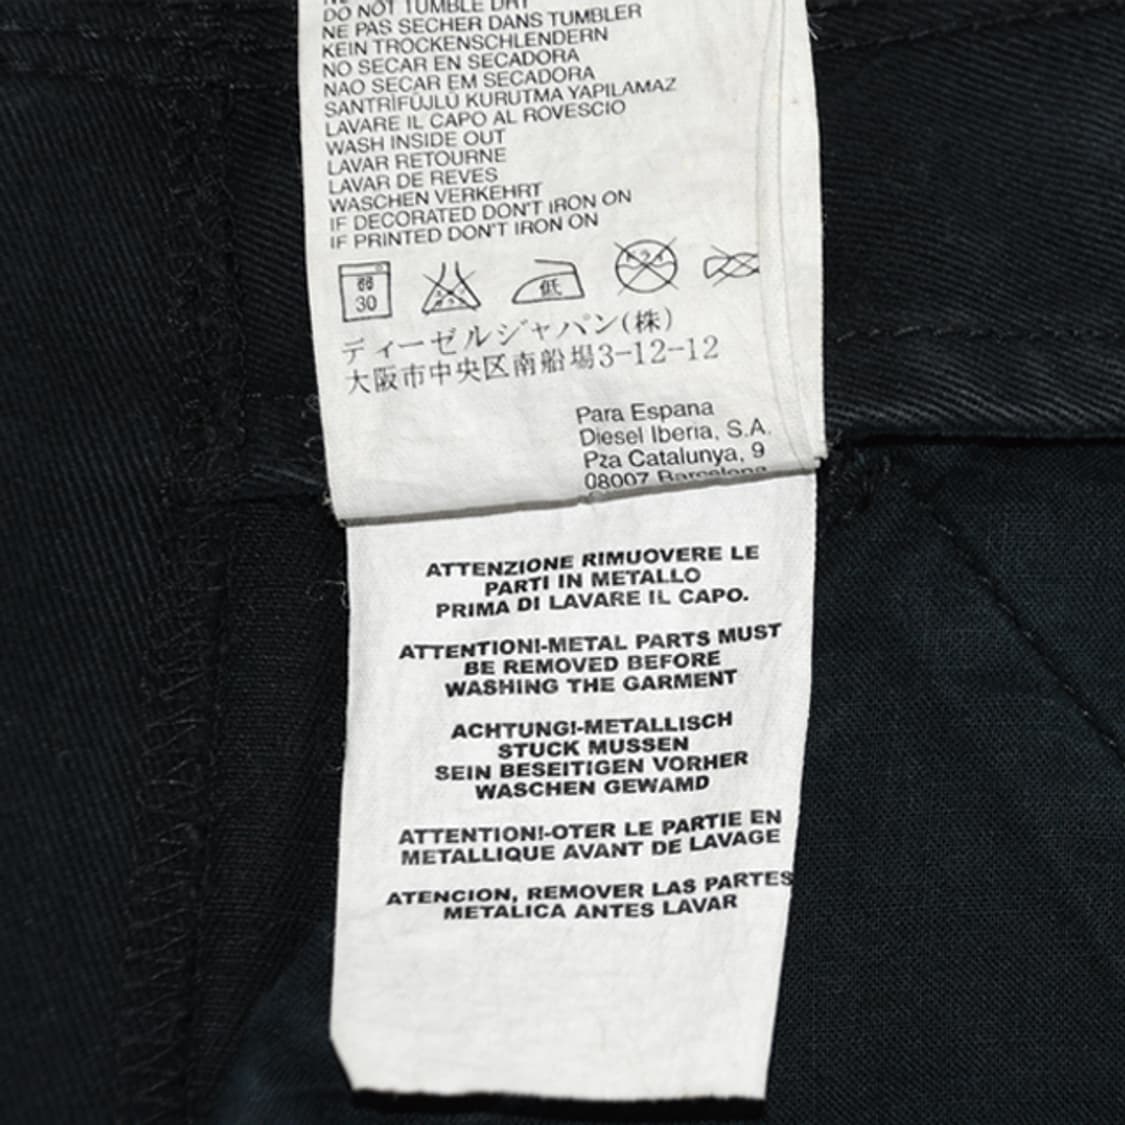 DO NOT TUMBLE DRY
NE PAS SECHER DANS TUMBLER
KEIN TROCKENSCHLENDERN
NO SECAR EN SECADORA
NAO SECAR EM SECADORA
SANTRİFÜJLÜ KURUTMA YAPILAMAZ
LAVARE IL CAPO AL ROVESCIO
WASH INSIDE OUT
LAVAR RETOURNE
LAVAR DE REVES
WASCHEN VERKEHRT
IF DECORATED DON'T IRON ON
IF PRINTED DON'T IRON ON
30 低
ディーゼルジャパン(株)
大阪市中央区南船場3-12-12
Para Espana
Diesel Iberia, S.A.
Pza Catalunya, 9
08007 Barcelona
ATTENZIONE RIMUOVERE LE
PARTI IN METALLO
PRIMA DI LAVARE IL CAPO.
ATTENTION!-METAL PARTS MUST
BE REMOVED BEFORE
WASHING THE GARMENT
ACHTUNG!-METALLISCH
STUCK MUSSEN
SEIN BESEITIGEN VORHER
WASCHEN GEWAMD
ATTENTION!-OTER LE PARTIE EN
METALLIQUE AVANT DE LAVAGE
ATENCION, REMOVER LAS PARTES
METALICA ANTES LAVAR